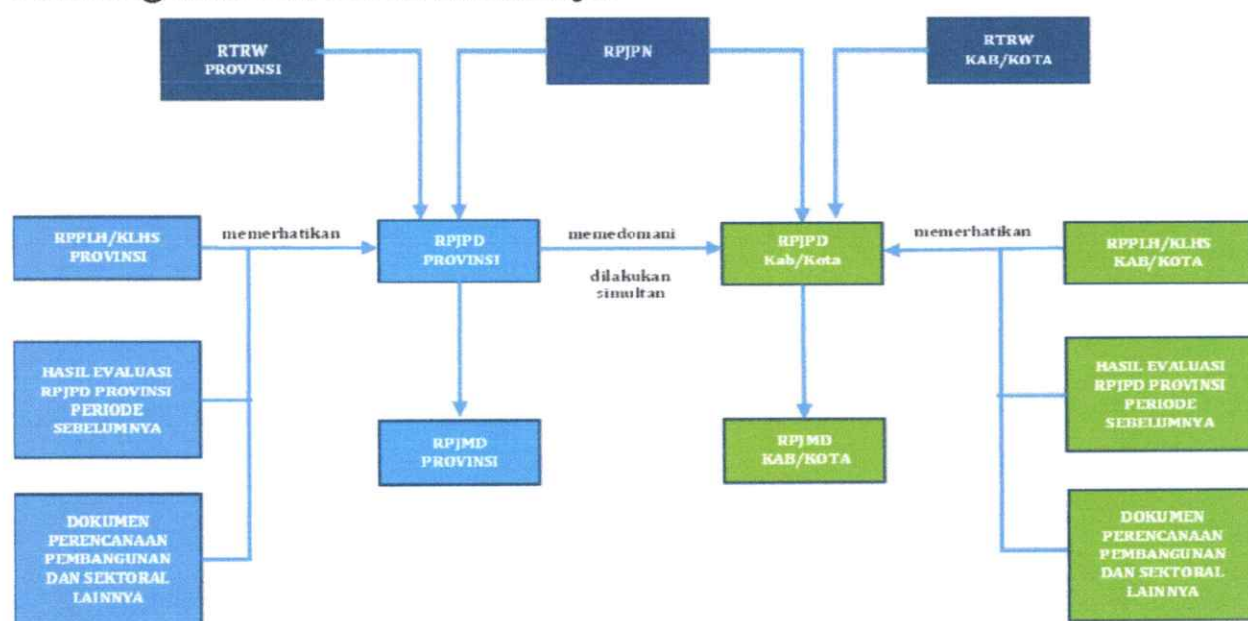 RTRW
PROVINSI
RPJPN
RTRW
KAB/KOTA
RPPLH/KLHS
PROVINSI
memerhatikan
RPJPD
PROVINSI
memedomani
dilakukan
simultan
RPJPD
Kab/Kota
memerhatikan
RPPLH/KLHS
KAB/KOTA
HASIL EVALUASI
RPJPD PROVINSI
PERIODE
SEBELUMNYA
RPJMD
PROVINSI
RPJMD
KAB/KOTA
HASIL EVALUASI
RPJPD PROVINSI
PERIODE
SEBELUMNYA
DOKUMEN
PERENCANAAN
PEMBANGUNAN
DAN SEKTORAL
LAINNYA
DOKUMEN
PERENCANAAN
PEMBANGUNAN
DAN SEKTORAL
LAINNYA